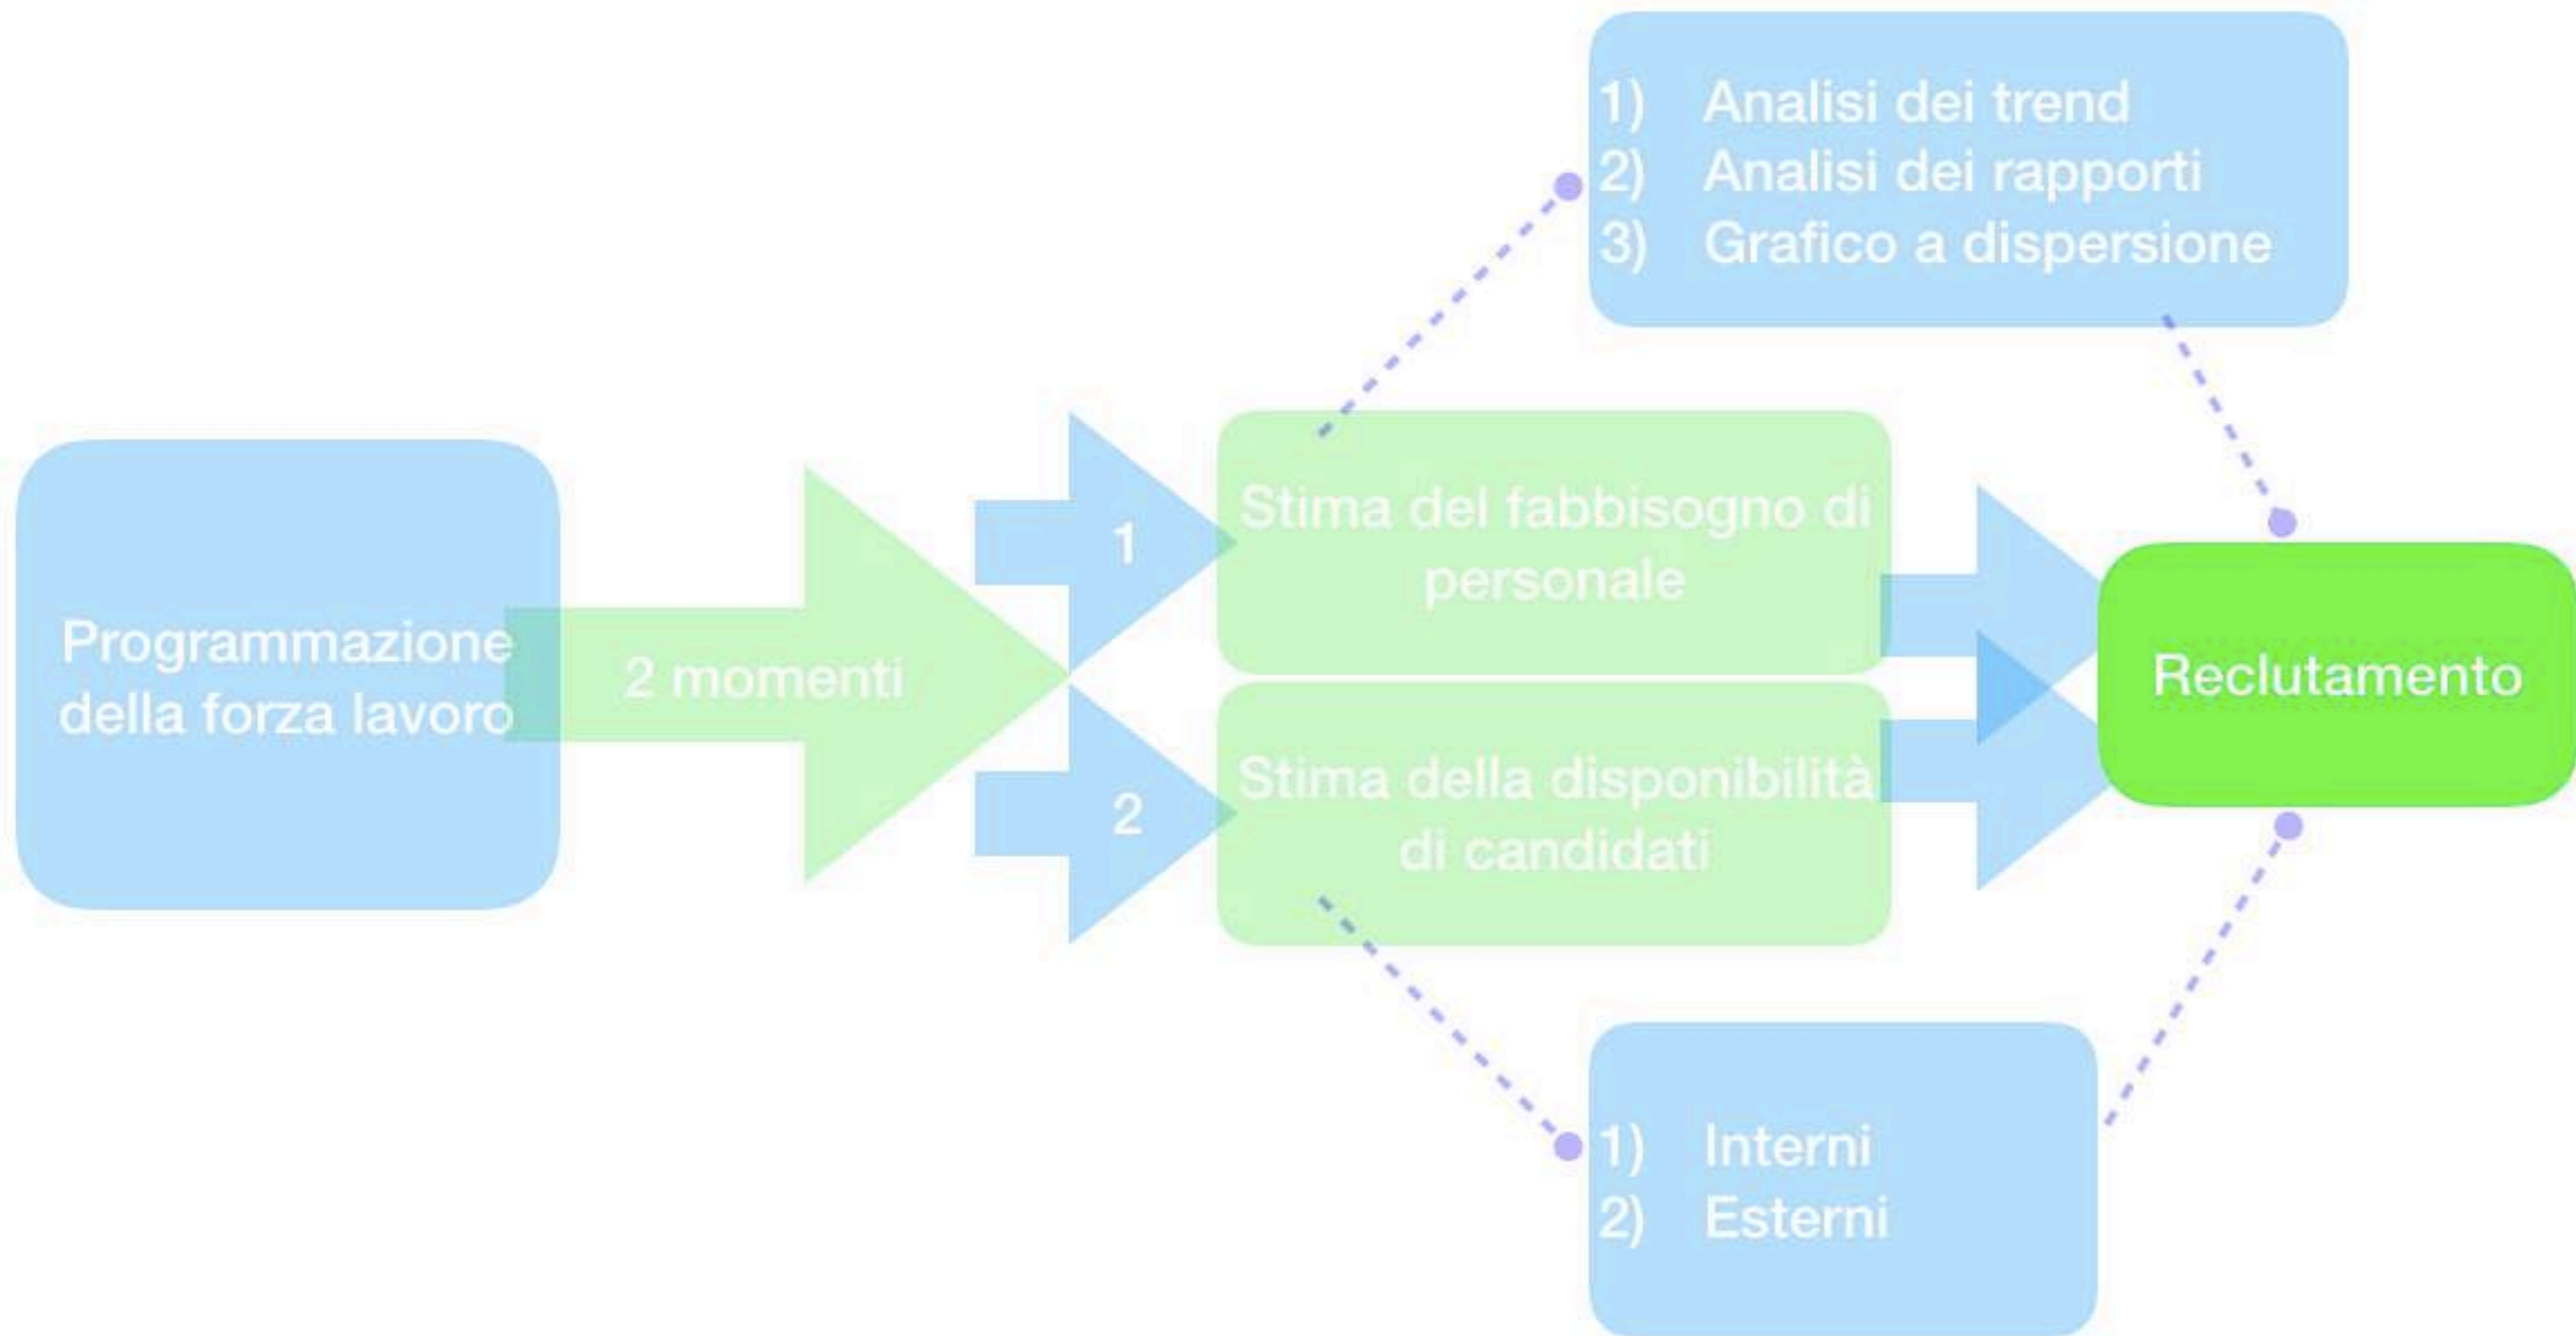 1) Analisi dei trend
2) Analisi dei rapporti
3) Grafico a dispersione
Programmazione
della forza lavoro
2 momenti
1
Stima del fabbisogno di
personale
2
Stima della disponibilità
di candidati
Reclutamento
1) Interni
2) Esterni